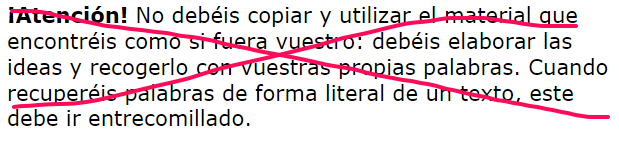 ¡Atención! No debéis copiar y utilizar el material que
encontréis como si fuera vuestro: debéis elaborar las
ideas y recogerlo con vuestras propias palabras. Cuando
recuperéis palabras de forma literal de un texto, este
debe ir entrecomillado.